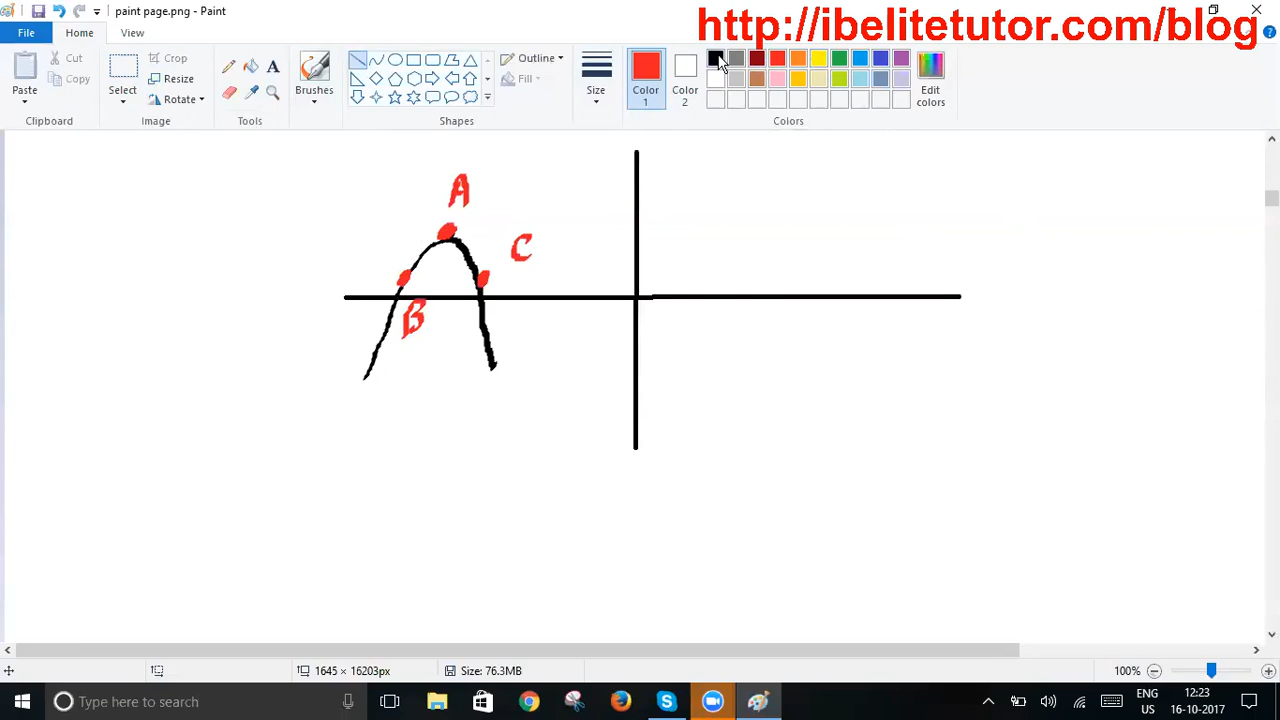 paint page.png - Paint
http://ibelitetutor.com/blog
File
Home
View
Paste
Cut
Copy
Clipboard
Select
Crop
Resize
Rotate
Image
Tools
Brushes
Shapes
Outline
Fill
Size
Color 1
Color 2
Colors
Edit colors
A
C
B
1645 × 16203px
Size: 76.3MB
100%
Type here to search
ENG
US
12:23
16-10-2017